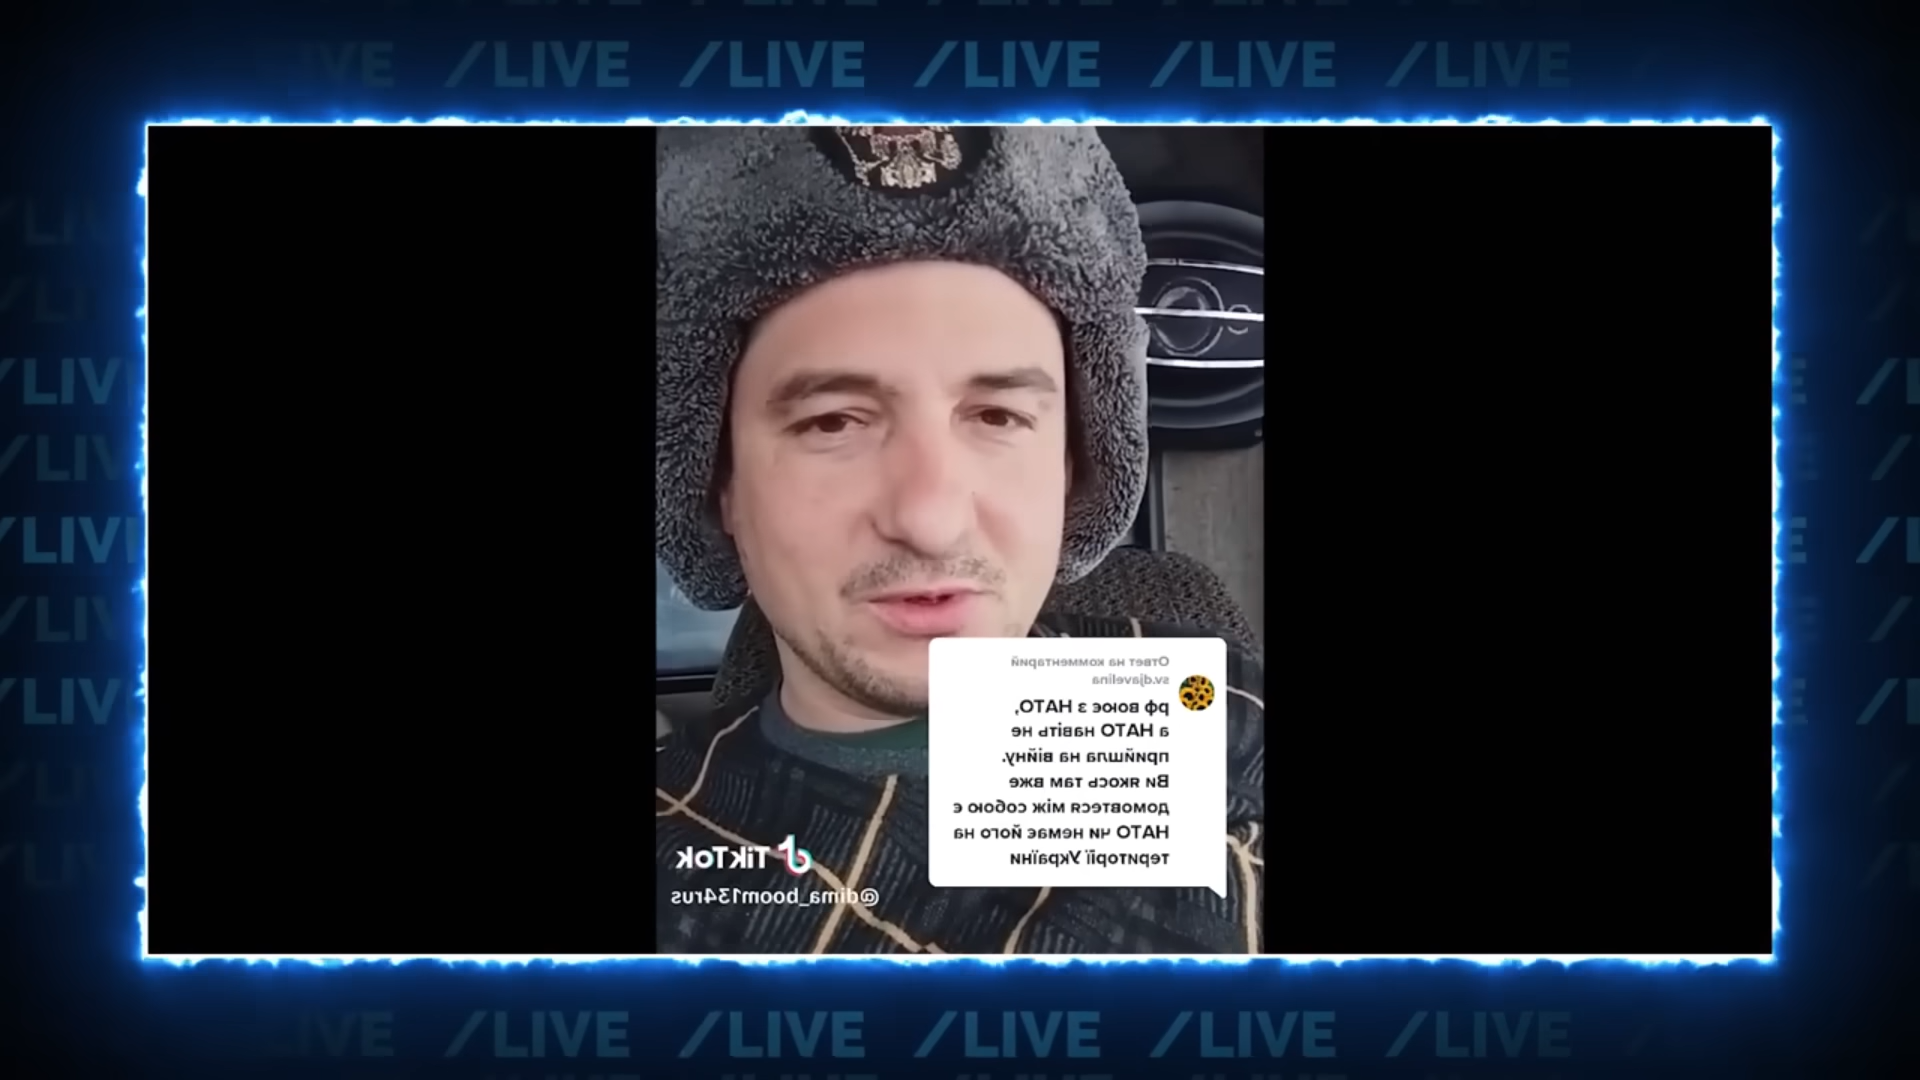 /LIVE /LIVE /LIVE /LIVE /LIVE
Ответ на комментарий
sv.djavelina
рф воює з НАТО,
а НАТО навіть не
прийшла на війну.
Ви якось там вже
домовтеся між собою є
НАТО чи немає його на
території України
TikTok
@dima_boom134rus
/LIVE /LIVE /LIVE /LIVE /LIVE